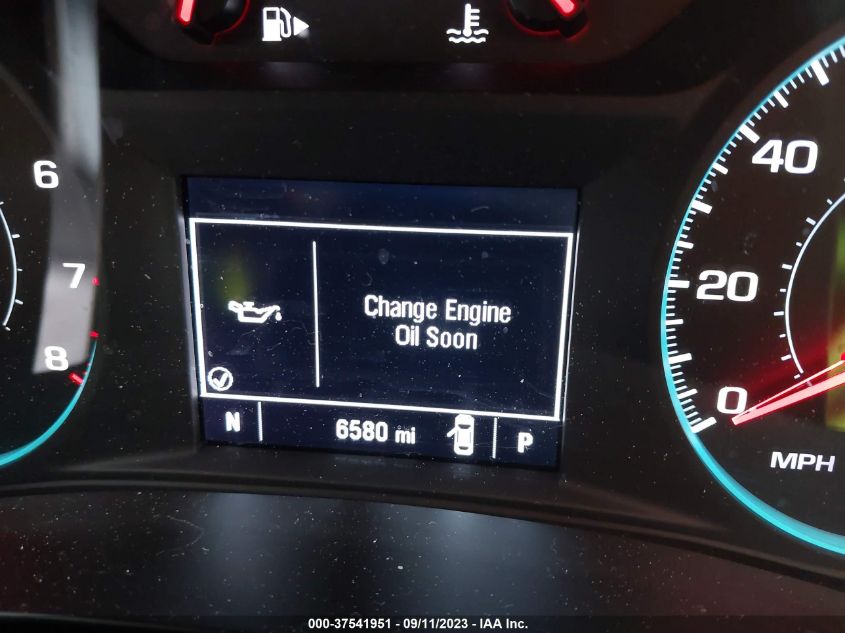 6
7
8
Change Engine
Oil Soon
N 6580 mi P
40
20
0
MPH
000-37541951 - 09/11/2023 - IAA Inc.